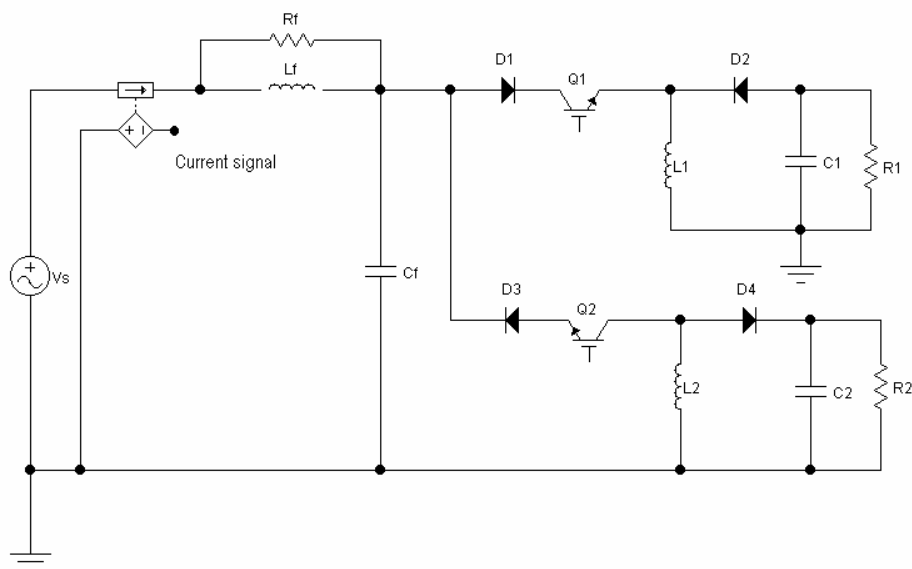 Rf
Lf
D1
Q1
D2
+ -
Current signal
L1
C1
R1
+
Vs
Cf
D3
Q2
D4
L2
C2
R2